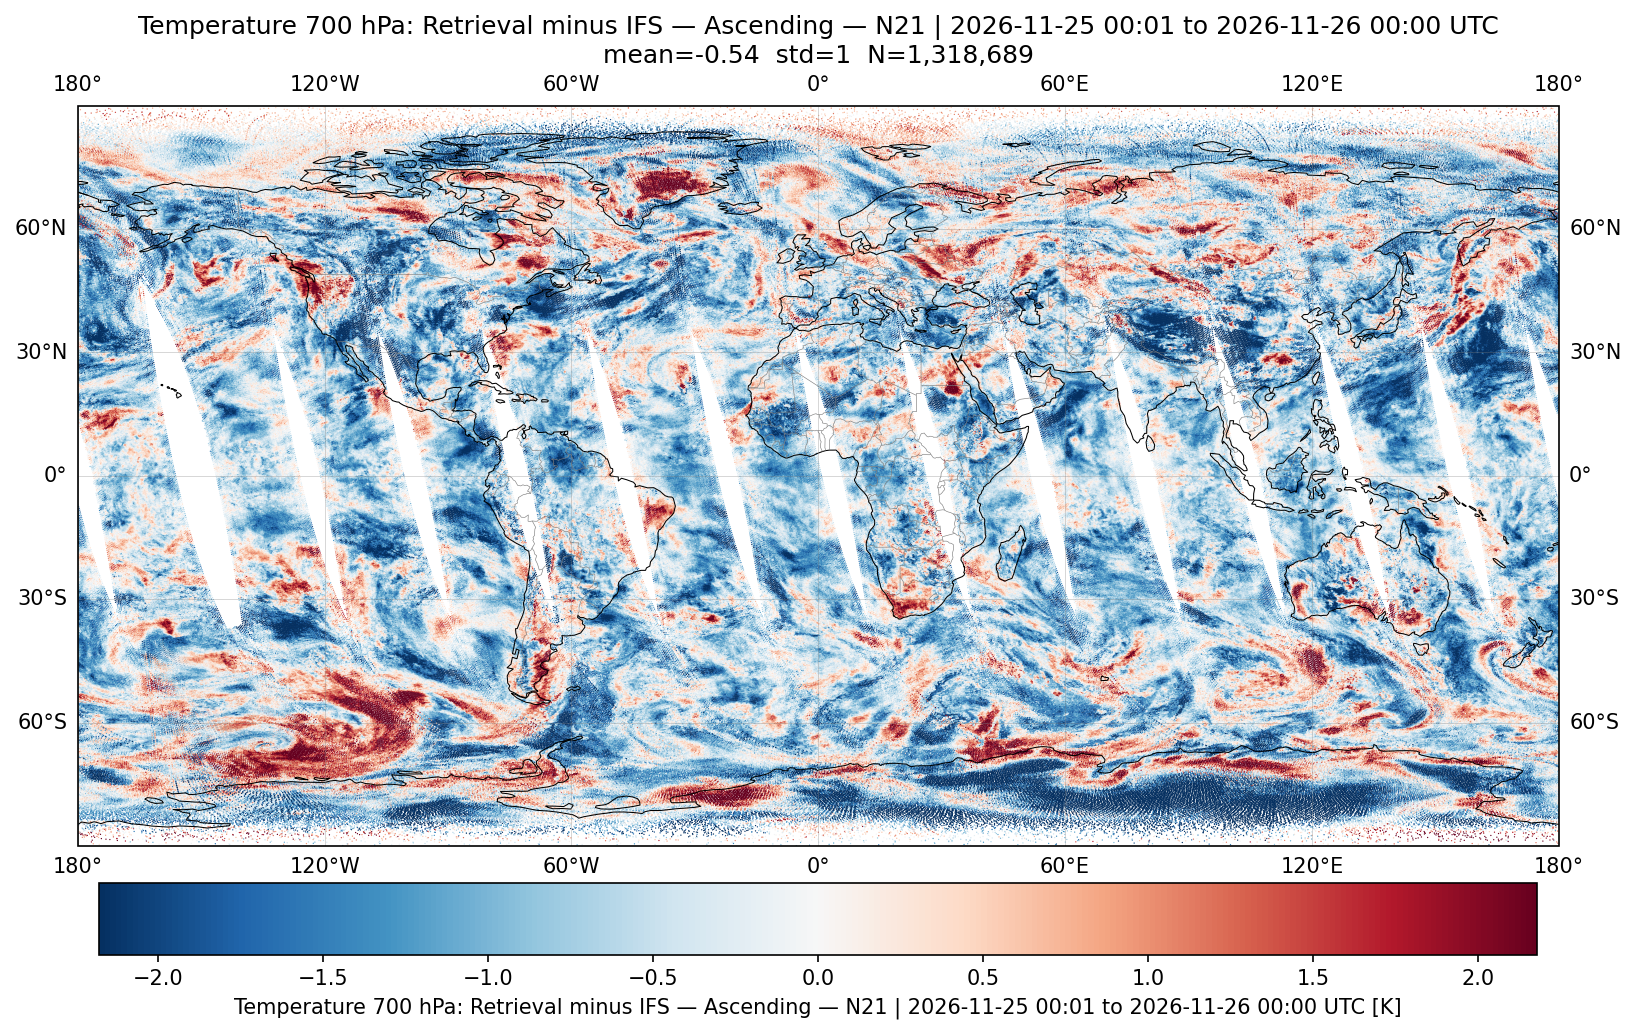 Temperature 700 hPa: Retrieval minus IFS — Ascending — N21 | 2026-11-25 00:01 to 2026-11-26 00:00 UTC
mean=-0.54  std=1  N=1,318,689
180° 120°W 60°W 0° 60°E 120°E 180°
60°N 60°N
30°N 30°N
0° 0°
30°S 30°S
60°S 60°S
180° 120°W 60°W 0° 60°E 120°E 180°
−2.0 −1.5 −1.0 −0.5 0.0 0.5 1.0 1.5 2.0
Temperature 700 hPa: Retrieval minus IFS — Ascending — N21 | 2026-11-25 00:01 to 2026-11-26 00:00 UTC [K]